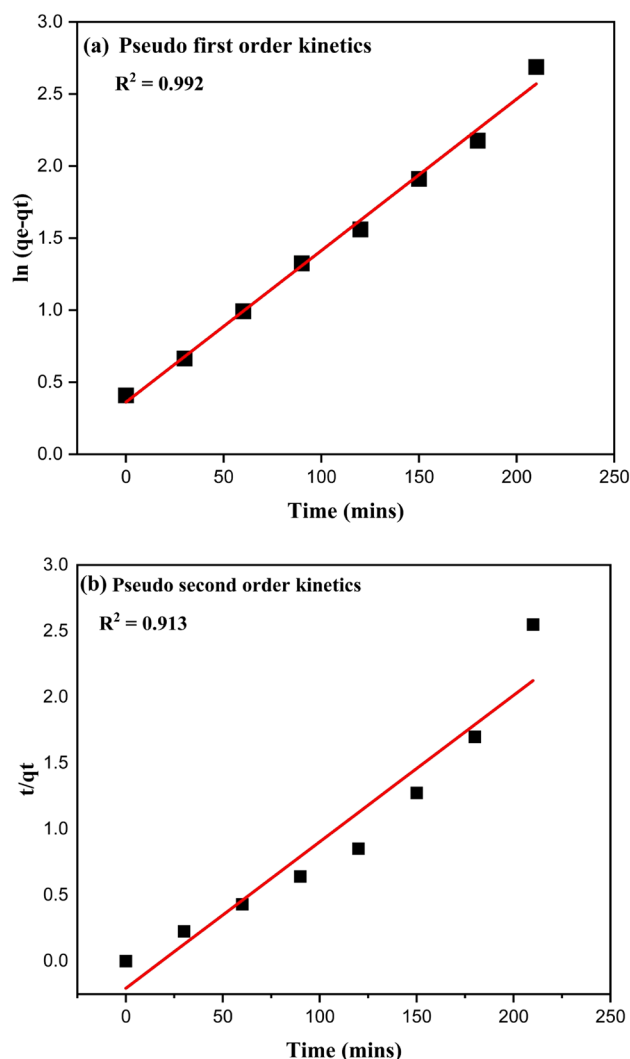 (a) Pseudo first order kinetics
R² = 0.992
3.0
2.5
2.0
1.5
1.0
0.5
0.0
ln (qe-qt)
0 50 100 150 200 250
Time (mins)
(b) Pseudo second order kinetics
R² = 0.913
3.0
2.5
2.0
1.5
1.0
0.5
0.0
t/qt
0 50 100 150 200 250
Time (mins)